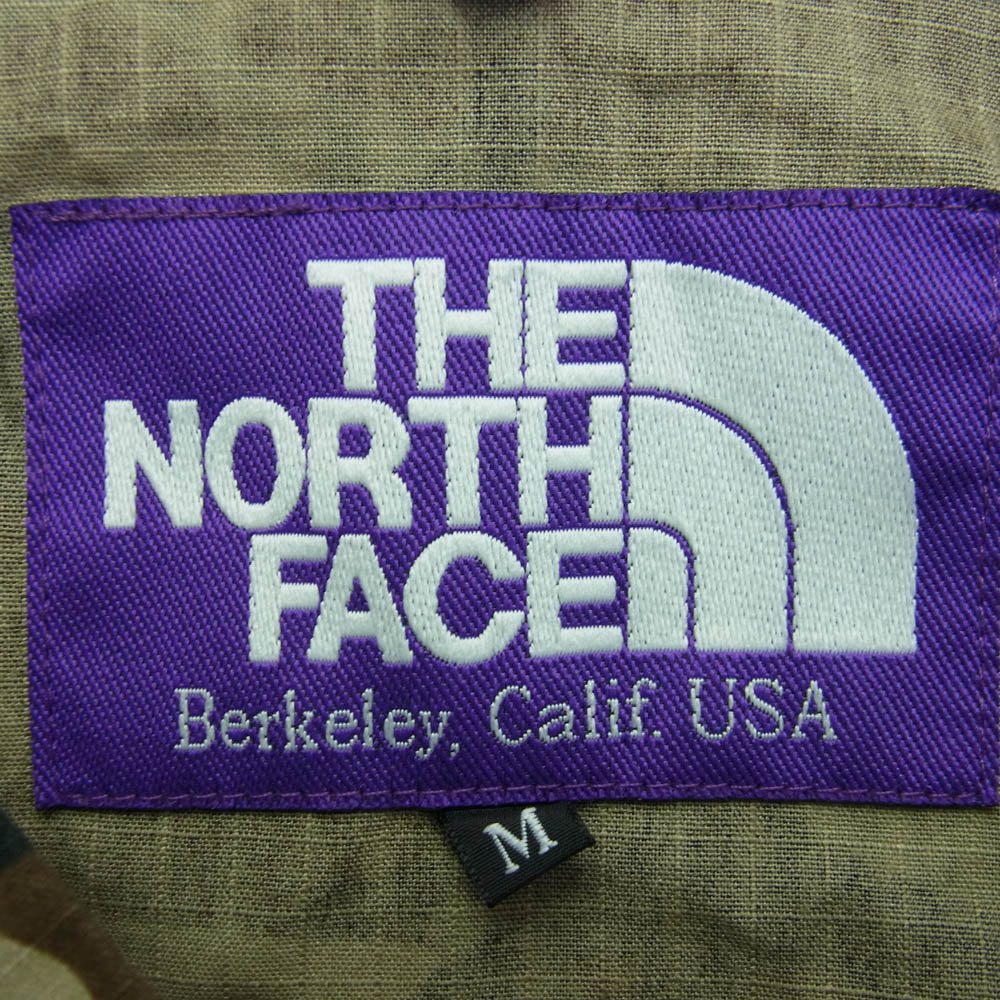 THE
NORTH
FACE
Berkeley, Calif. USA
M